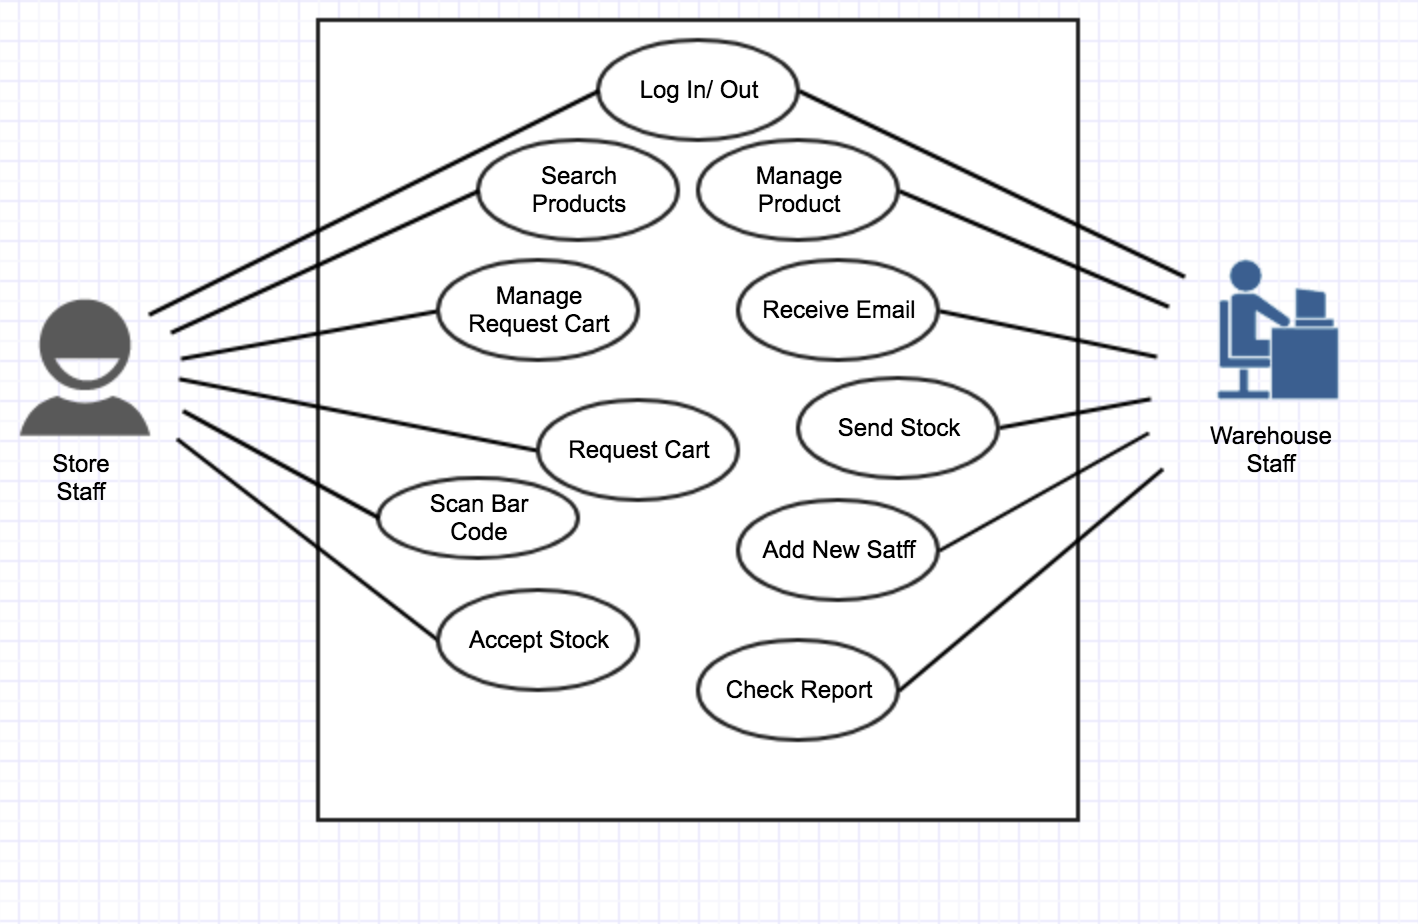 Log In/ Out
Search
Products
Manage
Product
Manage
Request Cart
Receive Email
Request Cart
Send Stock
Scan Bar
Code
Add New Satff
Accept Stock
Check Report
Store
Staff
Warehouse
Staff